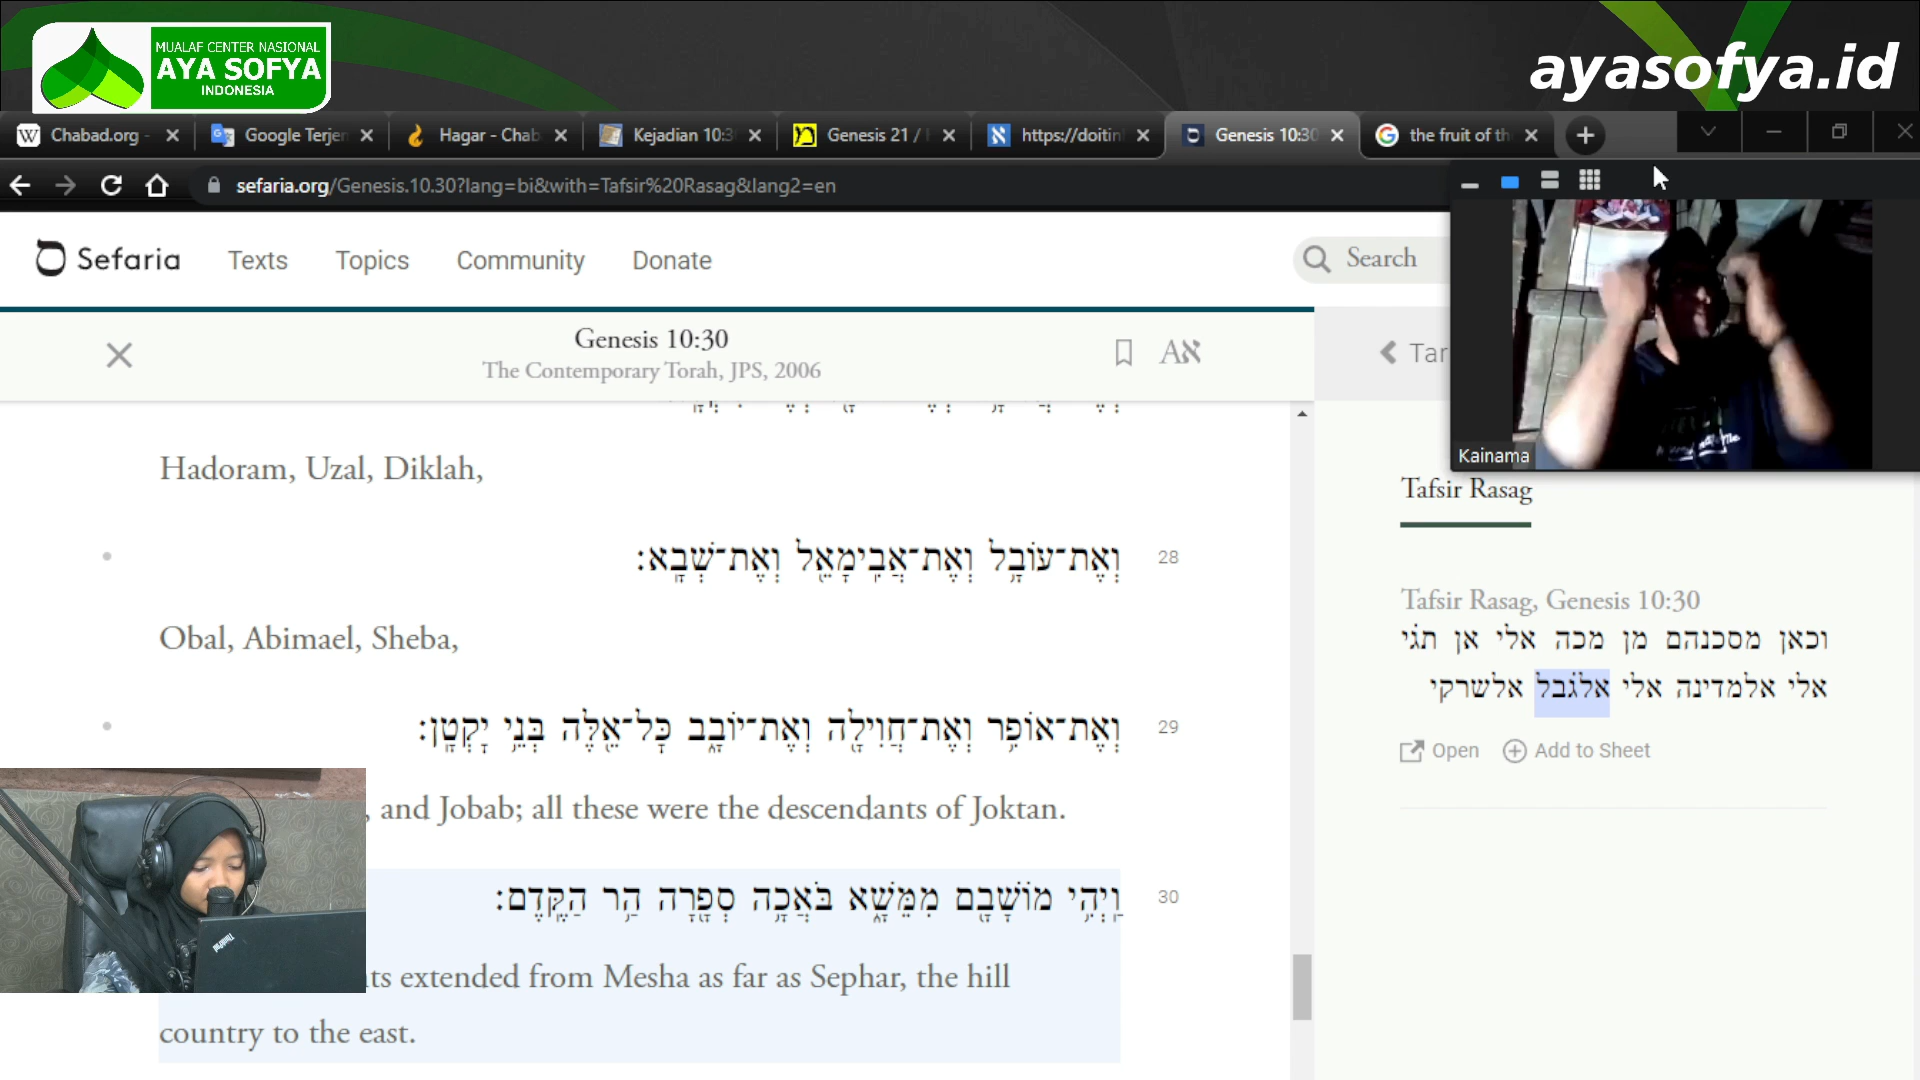 MUALAF CENTER NASIONAL
AYA SOFYA
INDONESIA
ayasofya.id
Chabad.org -
Google Terjem
Hagar - Chab
Kejadian 10:3
Genesis 21 /
https://doitin
Genesis 10:30
the fruit of th
sefaria.org/Genesis.10.30?lang=bi&with=Tafsir%20Rasag&lang2=en
Sefaria
Texts
Topics
Community
Donate
Search
Genesis 10:30
The Contemporary Torah, JPS, 2006
Aא
Tar
Kainama
Hadoram, Uzal, Diklah,
28
וְאֶת־עוֹבָ֥ל וְאֶת־אֲבִֽימָאֵ֖ל וְאֶת־שְׁבָֽא׃
Obal, Abimael, Sheba,
29
וְאֶת־אוֹפִ֥ר וְאֶת־חֲוִילָ֖ה וְאֶת־יוֹבָ֑ב כׇּל־אֵ֖לֶּה בְּנֵ֥י יׇקְטָֽן׃
, and Jobab; all these were the descendants of Joktan.
30
וַֽיְהִ֥י מוֹשָׁבָ֖ם מִמֵּשָׁ֑א בֹּאֲכָ֥ה סְפָ֖רָה הַ֥ר הַקֶּֽדֶם׃
ts extended from Mesha as far as Sephar, the hill
country to the east.
Tafsir Rasag
Tafsir Rasag, Genesis 10:30
וכאן מסכנהם מן מכה אלי אן תגׄי
אלי אלמדינה אלי אלגׄבל אלשרקי
Open
Add to Sheet
ThinkPad